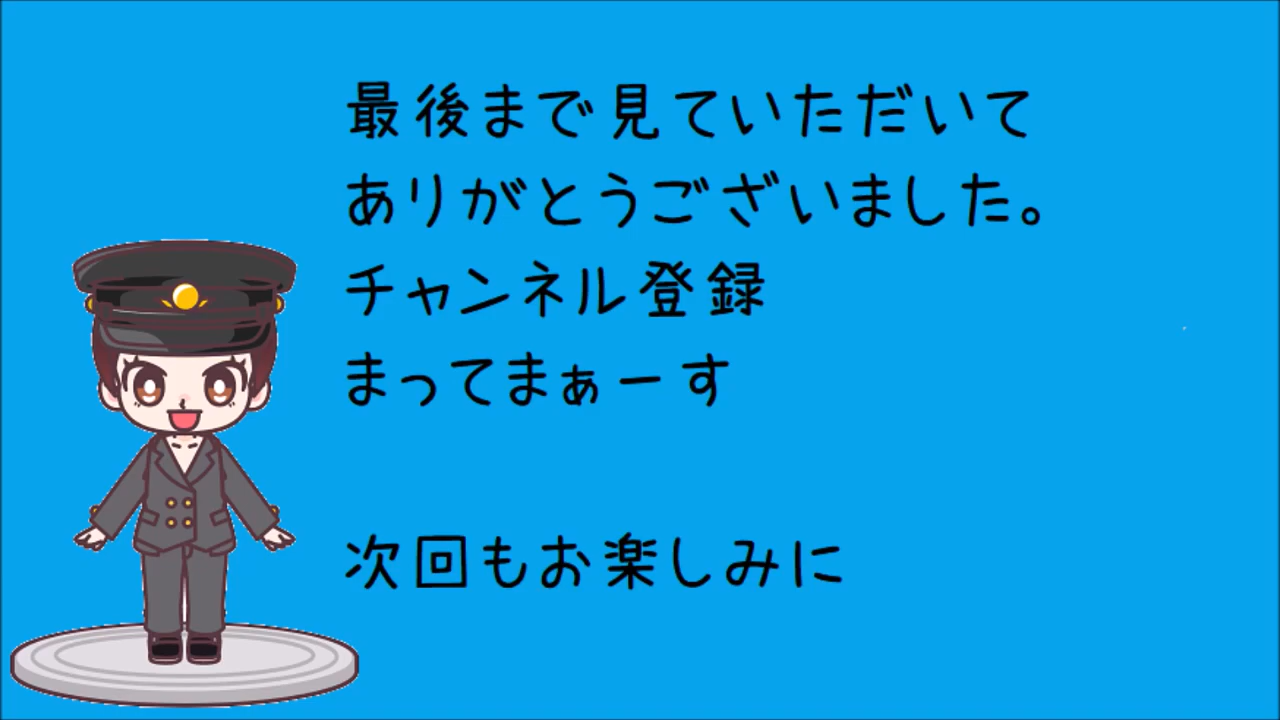 最後まで見ていただいて
ありがとうございました。
チャンネル登録
まってまぁーす
次回もお楽しみに